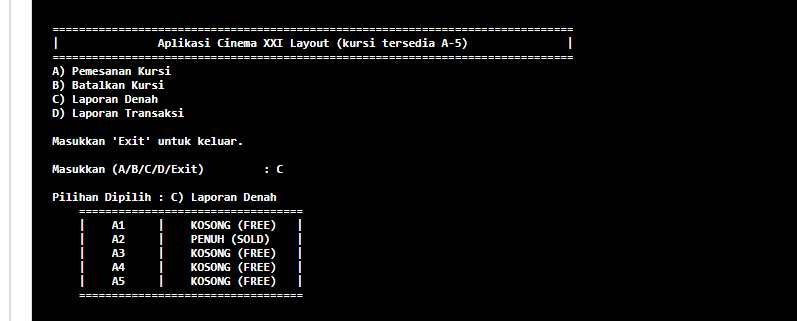 ===============================================================================
|               Aplikasi Cinema XXI Layout (kursi tersedia A-5)               |
===============================================================================
A) Pemesanan Kursi
B) Batalkan Kursi
C) Laporan Denah
D) Laporan Transaksi
Masukkan 'Exit' untuk keluar.
Masukkan (A/B/C/D/Exit)         : C
Pilihan Dipilih : C) Laporan Denah
==================================
|    A1     |    KOSONG (FREE)   |
|    A2     |    PENUH (SOLD)    |
|    A3     |    KOSONG (FREE)   |
|    A4     |    KOSONG (FREE)   |
|    A5     |    KOSONG (FREE)   |
==================================